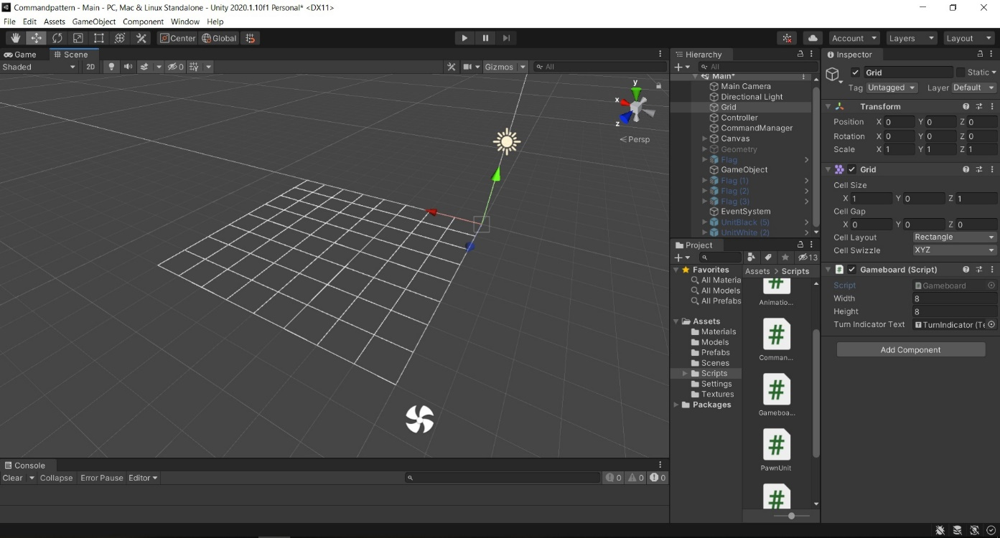 Commandpattern - Main - PC, Mac & Linux Standalone - Unity 2020.1.10f1 Personal* <DX11>
File Edit Assets GameObject Component Window Help
Center Global
Account Layers Layout
Game Scene
Shaded 2D 0 Gizmos All
y
x
z
Persp
Console
Clear Collapse Error Pause Editor 0 0 0
Hierarchy
All
Main*
Main Camera
Directional Light
Grid
Controller
CommandManager
Canvas
Geometry
Flag
GameObject
Flag (1)
Flag (2)
Flag (3)
EventSystem
UnitBlack (5)
UnitWhite (2)
Project
13
Favorites
All Materia
All Models
All Prefabs
Assets
Materials
Models
Prefabs
Scenes
Scripts
Settings
Textures
Packages
Assets > Scripts
Animatio...
Comman...
Gameboa...
PawnUnit
Inspector
Grid Static
Tag Untagged Layer Default
Transform
Position X 0 Y 0 Z 0
Rotation X 0 Y 0 Z 0
Scale X 1 Y 1 Z 1
Grid
Cell Size
X 1 Y 0 Z 1
Cell Gap
X 0 Y 0 Z 0
Cell Layout Rectangle
Cell Swizzle XYZ
# Gameboard (Script)
Script Gameboard
Width 8
Height 8
Turn Indicator Text TurnIndicator (Te
Add Component